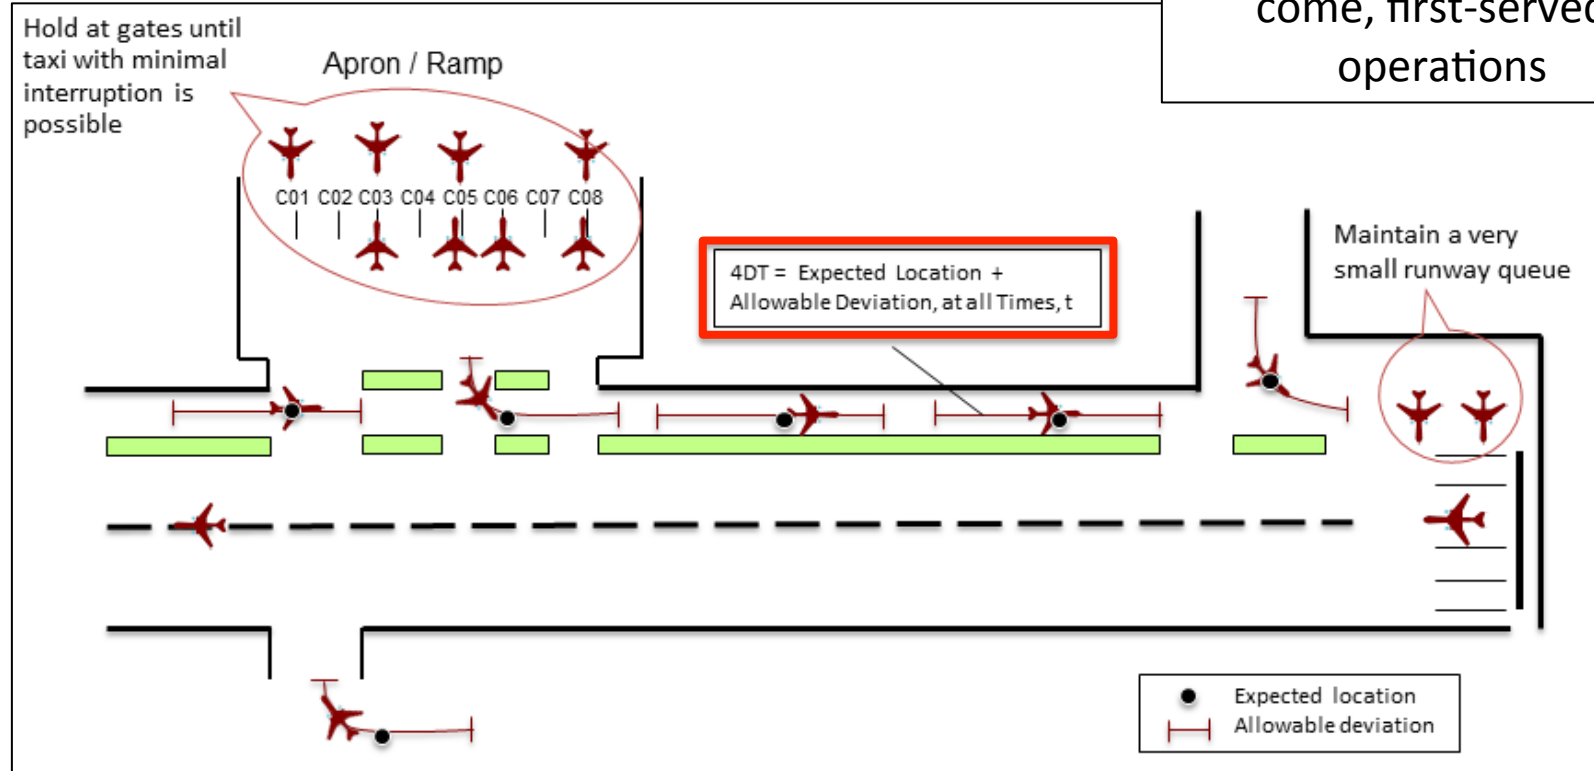 come, first-served
operations
Hold at gates until
taxi with minimal
interruption is
possible
Apron / Ramp
C01 C02 C03 C04 C05 C06 C07 C08
4DT = Expected Location +
Allowable Deviation, at all Times, t
Maintain a very
small runway queue
Expected location
Allowable deviation